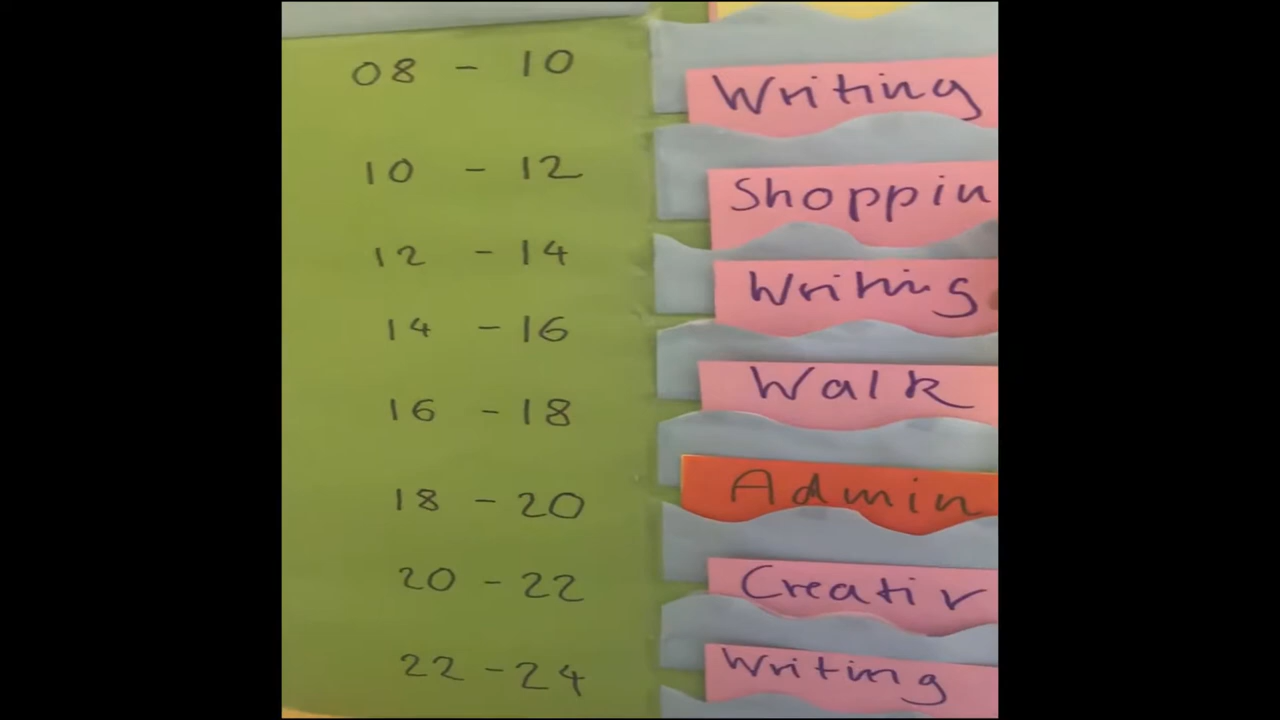 08 - 10
Writing
10 - 12
Shoppin
12 - 14
Writing
14 - 16
Walk
16 - 18
Admin
18 - 20
Creativ
20 - 22
Writing
22 - 24